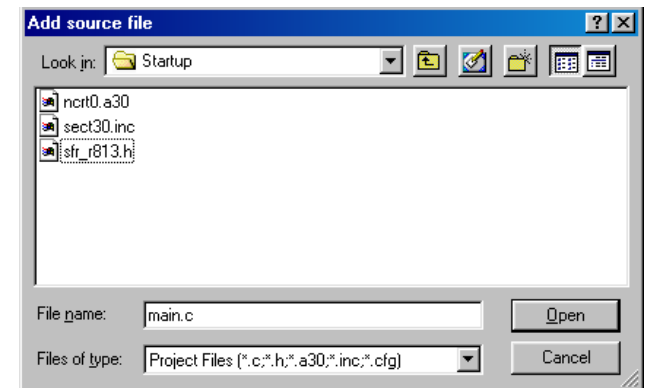 Add source file
Look in: Startup
ncrt0.a30
sect30.inc
sfr_r813.h
File name: main.c Open
Files of type: Project Files (*.c;*.h;*.a30;*.inc;*.cfg) Cancel